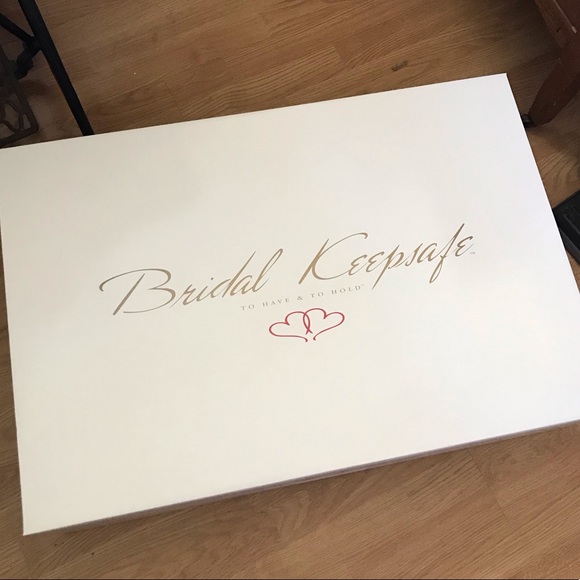 Bridal Keepsafe™
TO HAVE & TO HOLD™